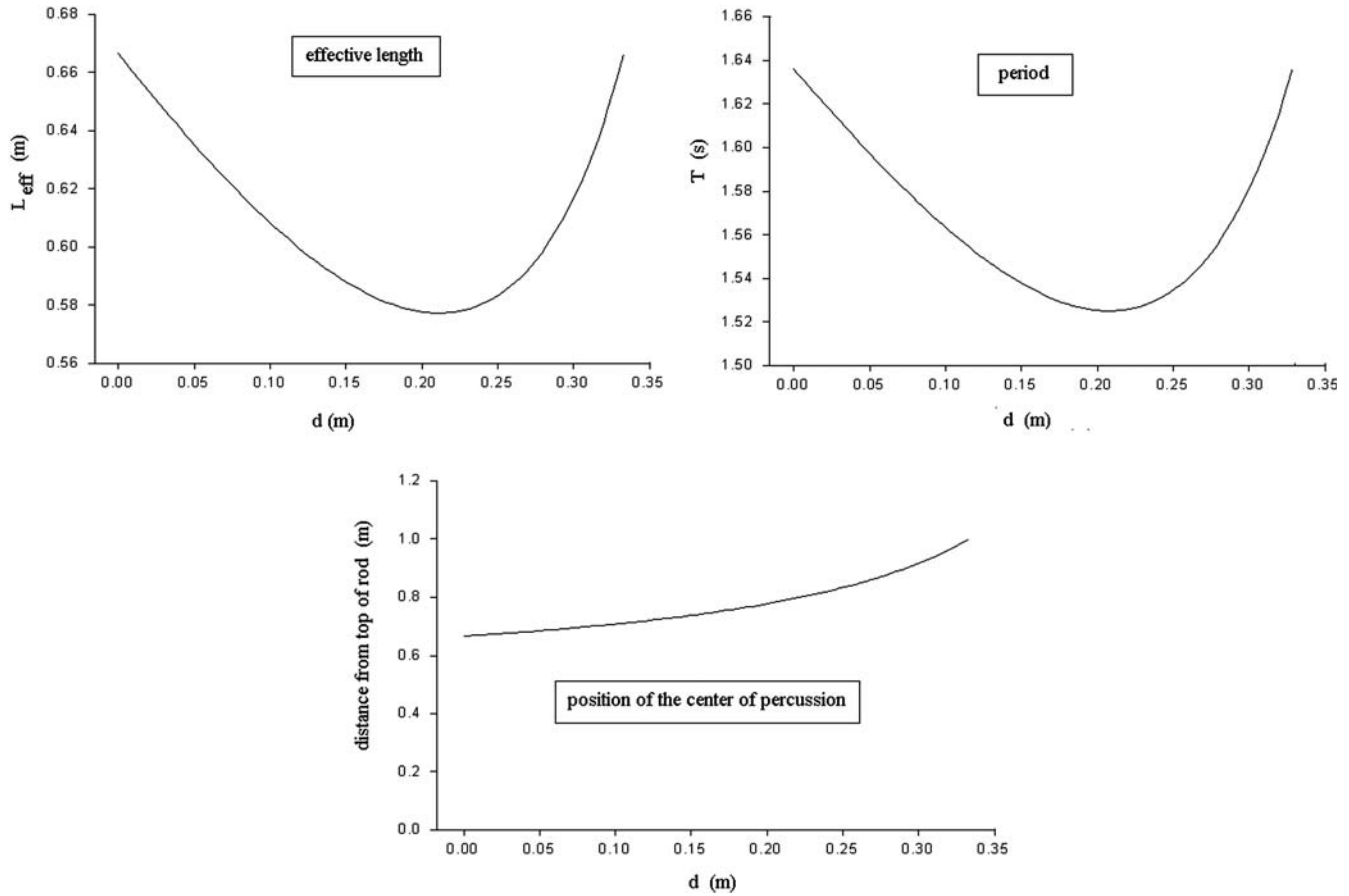 0.68
0.66
0.64
0.62
0.60
0.58
0.56
L eff (m)
effective length
0.00 0.05 0.10 0.15 0.20 0.25 0.30 0.35
d (m)
1.66
1.64
1.62
1.60
1.58
1.56
1.54
1.52
1.50
T (s)
period
0.00 0.05 0.10 0.15 0.20 0.25 0.30 0.35
d (m)
1.2
1.0
0.8
0.6
0.4
0.2
0.0
distance from top of rod (m)
position of the center of percussion
0.00 0.05 0.10 0.15 0.20 0.25 0.30 0.35
d (m)